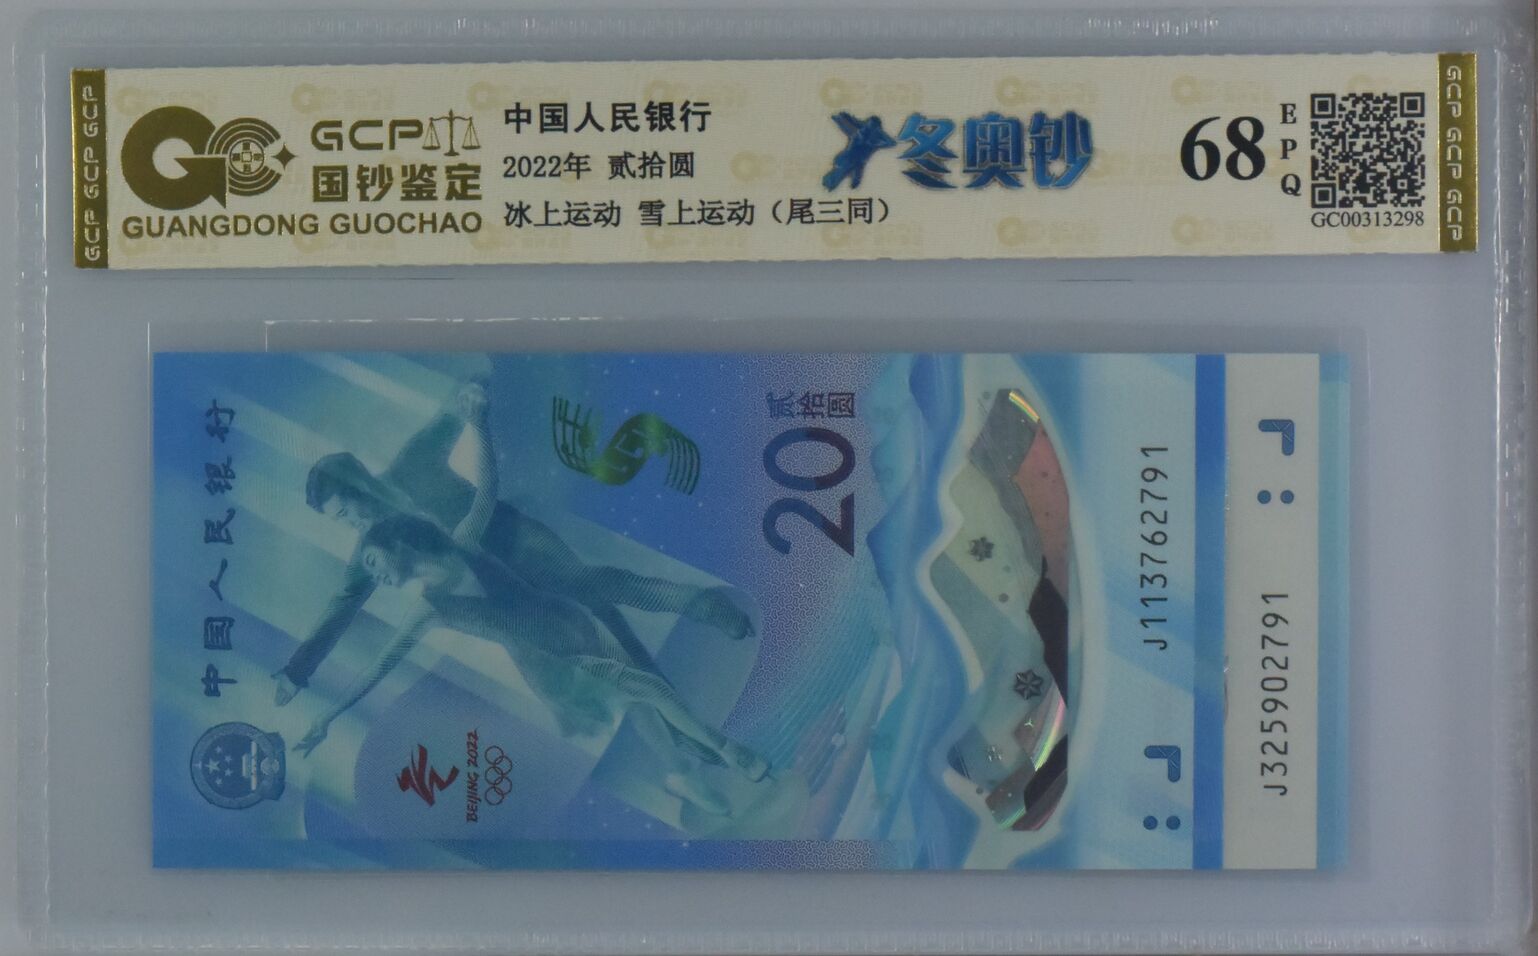 GCP
国钞鉴定
GUANGDONG GUOCHAO
中国人民银行
2022年 贰拾圆
冰上运动 雪上运动（尾三同）
冬奥钞
68
EPQ
GC00313298
GCP GCP GCP
GCP GCP GCP
中国人民银行
贰拾圆
20
BEIJING 2022
J113762791
J325902791